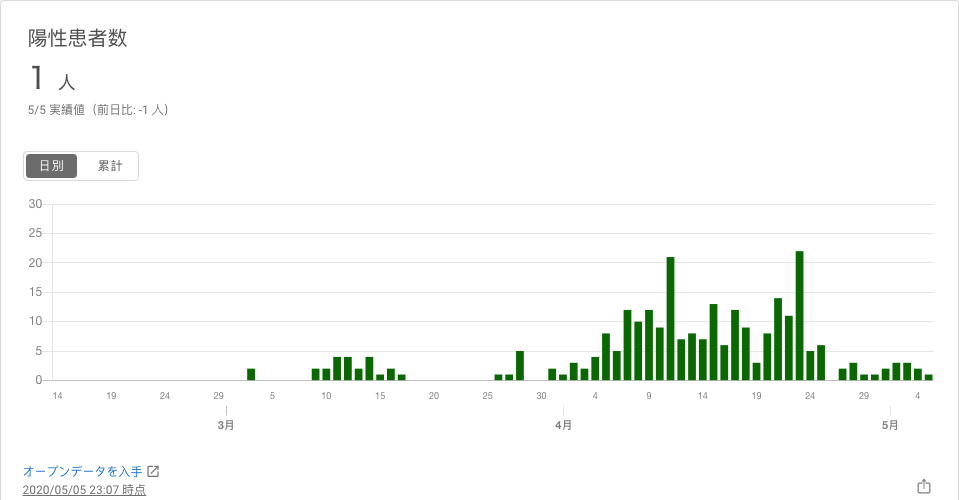 陽性患者数
1 人
5/5 実績値（前日比: -1 人）
日別 累計
30
25
20
15
10
5
0
14 19 24 29 5 10 15 20 25 30 4 9 14 19 24 29 4
3月 4月 5月
オープンデータを入手
2020/05/05 23:07 時点